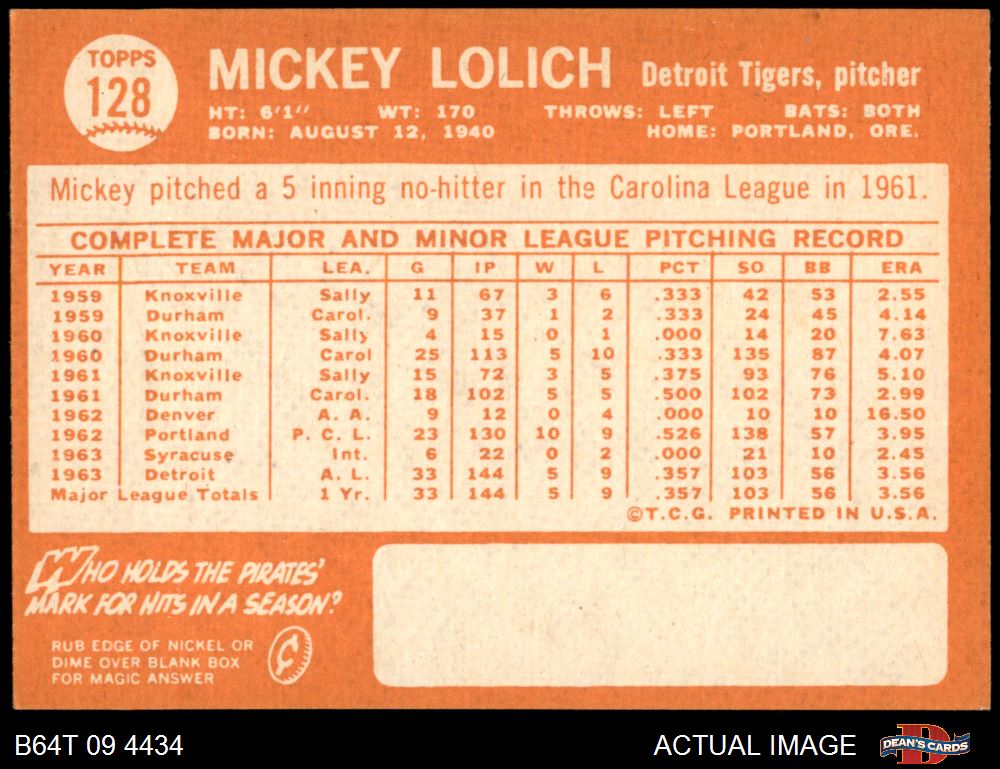 TOPPS
128
MICKEY LOLICH Detroit Tigers, pitcher
HT: 6'1" WT: 170 THROWS: LEFT BATS: BOTH
BORN: AUGUST 12, 1940 HOME: PORTLAND, ORE.
Mickey pitched a 5 inning no-hitter in the Carolina League in 1961.
COMPLETE MAJOR AND MINOR LEAGUE PITCHING RECORD
YEAR TEAM LEA. G IP W L PCT SO BB ERA
1959 Knoxville Sally 11 67 3 6 .333 42 53 2.55
1959 Durham Carol. 9 37 1 2 .333 24 45 4.14
1960 Knoxville Sally 4 15 0 1 .000 14 20 7.63
1960 Durham Carol 25 113 5 10 .333 135 87 4.07
1961 Knoxville Sally 15 72 3 5 .375 93 76 5.10
1961 Durham Carol. 18 102 5 5 .500 102 73 2.99
1962 Denver A. A. 9 12 0 4 .000 10 10 16.50
1962 Portland P. C. L. 23 130 10 9 .526 138 57 3.95
1963 Syracuse Int. 6 22 0 2 .000 21 10 2.45
1963 Detroit A. L. 33 144 5 9 .357 103 56 3.56
Major League Totals 1 Yr. 33 144 5 9 .357 103 56 3.56
©T.C.G. PRINTED IN U.S.A.
WHO HOLDS THE PIRATES'
MARK FOR HITS IN A SEASON?
RUB EDGE OF NICKEL OR
DIME OVER BLANK BOX
FOR MAGIC ANSWER
¢
B64T 09 4434 ACTUAL IMAGE DEAN'S CARDS